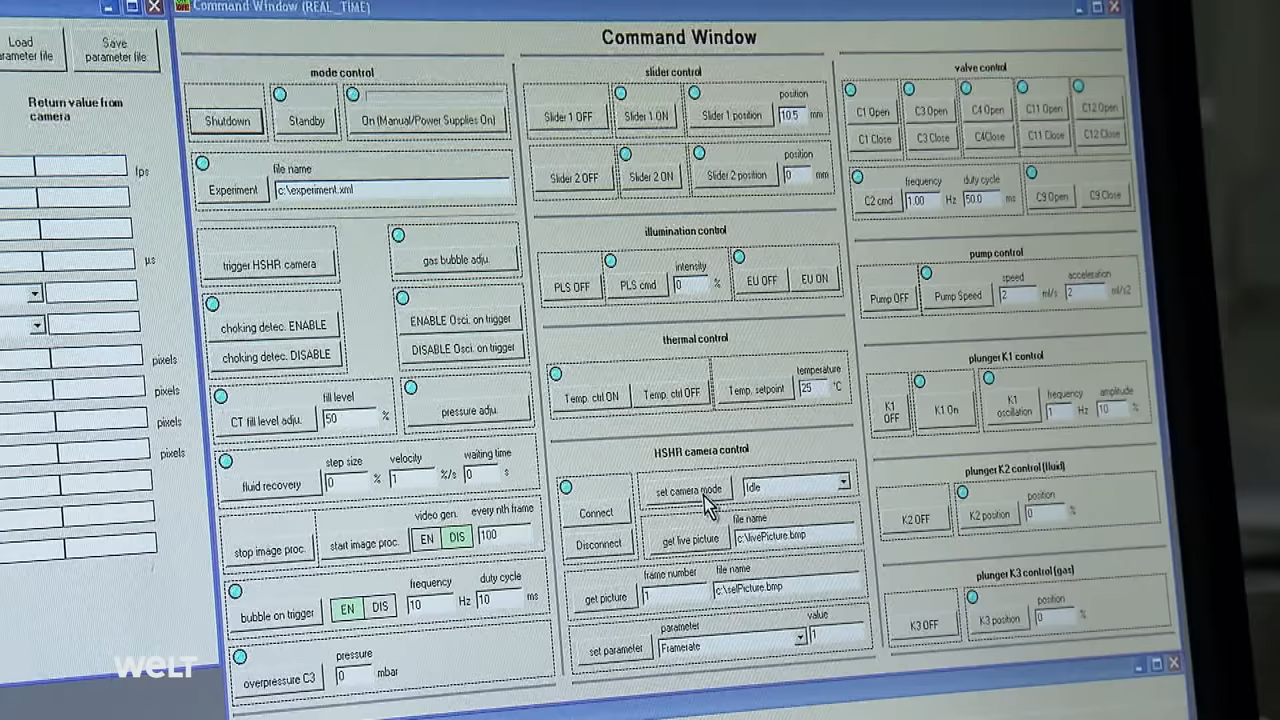 Load
parameter file
Save
parameter file
Return value from
camera
fps
µs
pixels
pixels
pixels
pixels
Command Window (REAL_TIME)
Command Window
mode control
Shutdown
Standby
On (Manual/Power Supplies On)
Experiment
file name
c:\experiment.xml
trigger HSHR camera
gas bubble adju.
choking detec. ENABLE
choking detec. DISABLE
ENABLE Osci. on trigger
DISABLE Osci. on trigger
CT fill level adju.
fill level
50 %
pressure adju.
fluid recovery
step size
0 %
velocity
1 %/s
waiting time
0 s
stop image proc.
start image proc.
video gen.
EN DIS
every nth frame
100
bubble on trigger
EN DIS
frequency
10 Hz
duty cycle
10 ms
overpressure C3
pressure
0 mbar
slider control
Slider 1 OFF
Slider 1 ON
Slider 1 position
position
10.5 mm
Slider 2 OFF
Slider 2 ON
Slider 2 position
position
0 mm
illumination control
PLS OFF
PLS cmd
intensity
0 %
EU OFF
EU ON
thermal control
Temp. ctrl ON
Temp. ctrl OFF
Temp. setpoint
temperature
25 °C
HSHR camera control
Connect
Disconnect
set camera mode
Idle
get live picture
file name
c:\livePicture.bmp
get picture
frame number
1
file name
c:\selPicture.bmp
set parameter
parameter
Framerate
value
1
valve control
C1 Open
C3 Open
C4 Open
C11 Open
C12 Open
C1 Close
C3 Close
C4Close
C11 Close
C12 Close
C2 cmd
frequency
1.00 Hz
duty cycle
50.0 ms
C9 Open
C9 Close
pump control
Pump OFF
Pump Speed
speed
2 ml/s
acceleration
2 ml/s2
plunger K1 control
K1
OFF
K1 On
K1
oscillation
frequency
1 Hz
amplitude
10 %
plunger K2 control (fluid)
K2 OFF
K2 position
position
0 %
plunger K3 control (gas)
K3 OFF
K3 position
position
0 %
WELT